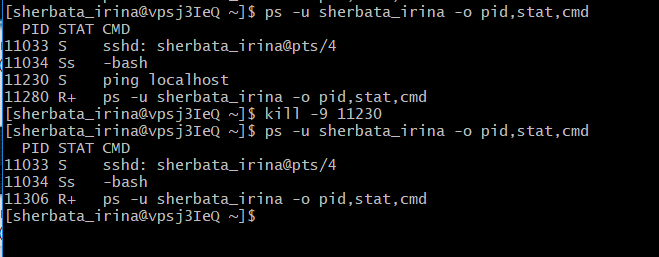 [sherbata_irina@vpsj3IeQ ~]$ ps -u sherbata_irina -o pid,stat,cmd
  PID STAT CMD
11033 S    sshd: sherbata_irina@pts/4
11034 Ss   -bash
11230 S    ping localhost
11280 R+   ps -u sherbata_irina -o pid,stat,cmd
[sherbata_irina@vpsj3IeQ ~]$ kill -9 11230
[sherbata_irina@vpsj3IeQ ~]$ ps -u sherbata_irina -o pid,stat,cmd
  PID STAT CMD
11033 S    sshd: sherbata_irina@pts/4
11034 Ss   -bash
11306 R+   ps -u sherbata_irina -o pid,stat,cmd
[sherbata_irina@vpsj3IeQ ~]$